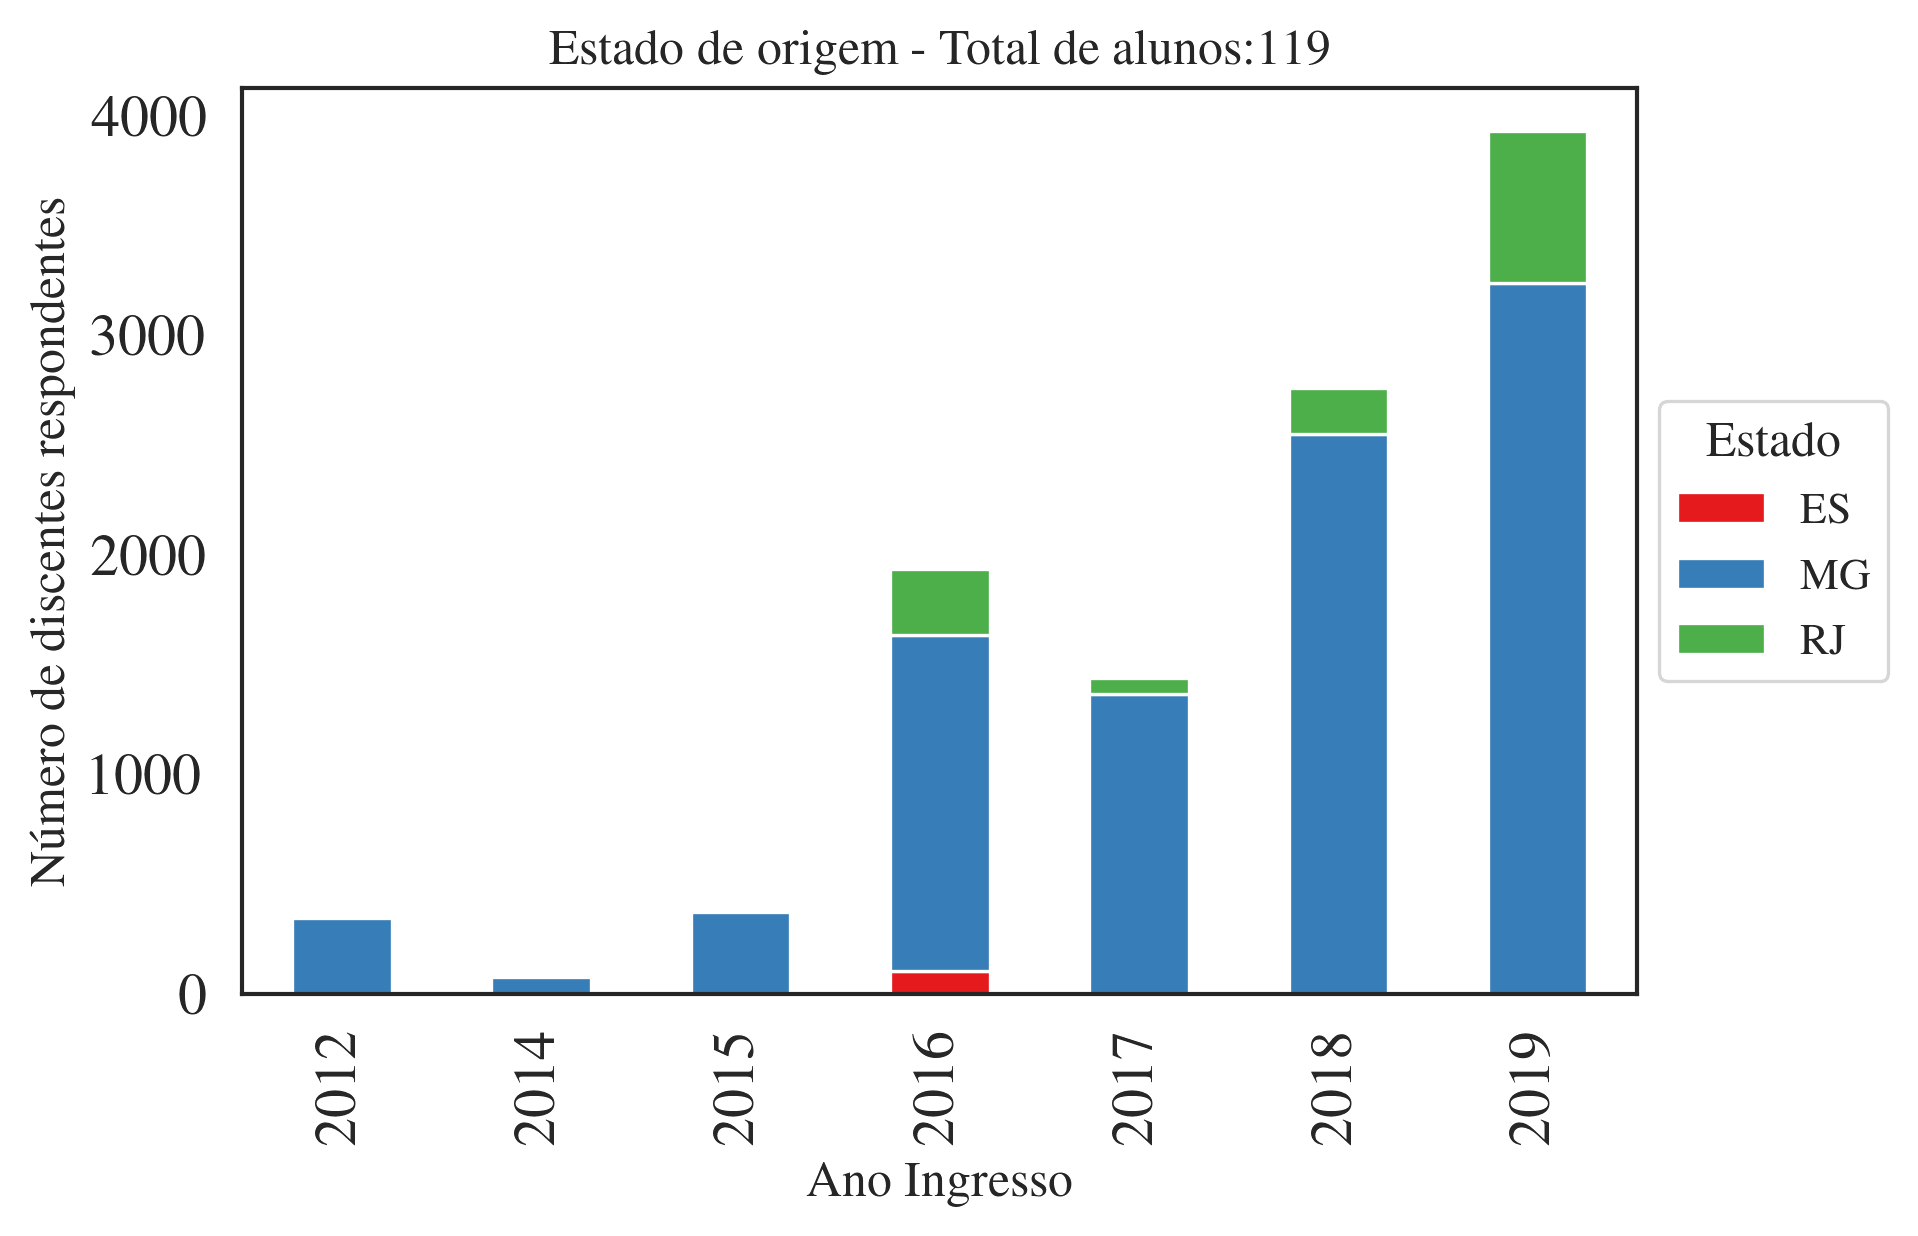 Estado de origem - Total de alunos:119
Número de discentes respondentes
4000
3000
2000
1000
0
2012
2014
2015
2016
2017
2018
2019
Ano Ingresso
Estado
ES
MG
RJ